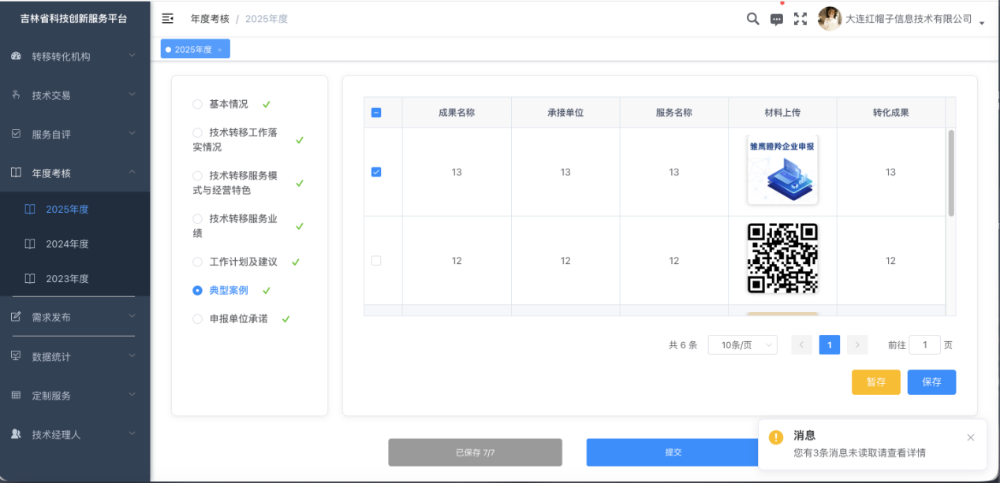 吉林省科技创新服务平台
年度考核 / 2025年度
大连红帽子信息技术有限公司
2025年度 ×
转移转化机构
技术交易
服务自评
年度考核
2025年度
2024年度
2023年度
需求发布
数据统计
定制服务
技术经理人
基本情况
技术转移工作落
实情况
技术转移服务模
式与经营特色
技术转移服务业
绩
工作计划及建议
典型案例
申报单位承诺
成果名称 承接单位 服务名称 材料上传 转化成果
雏鹰瞪羚企业申报
13 13 13 13
12 12 12 12
共 6 条 10条/页 1 前往 1 页
暂存 保存
已保存 7/7 提交
消息
您有3条消息未读取请查看详情